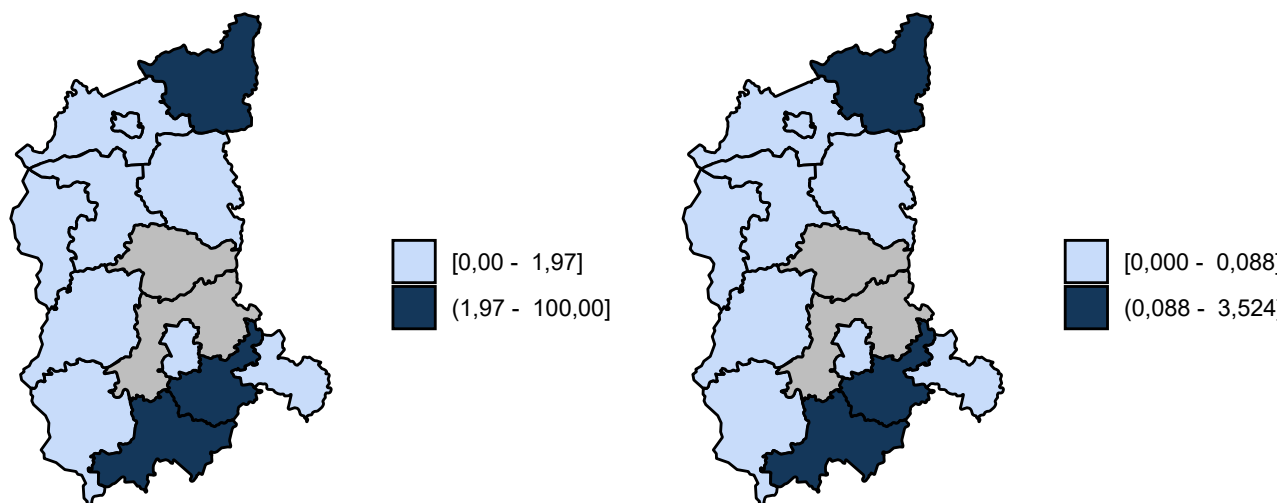 [0,00 - 1,97]
(1,97 - 100,00]
[0,000 - 0,088]
(0,088 - 3,524]